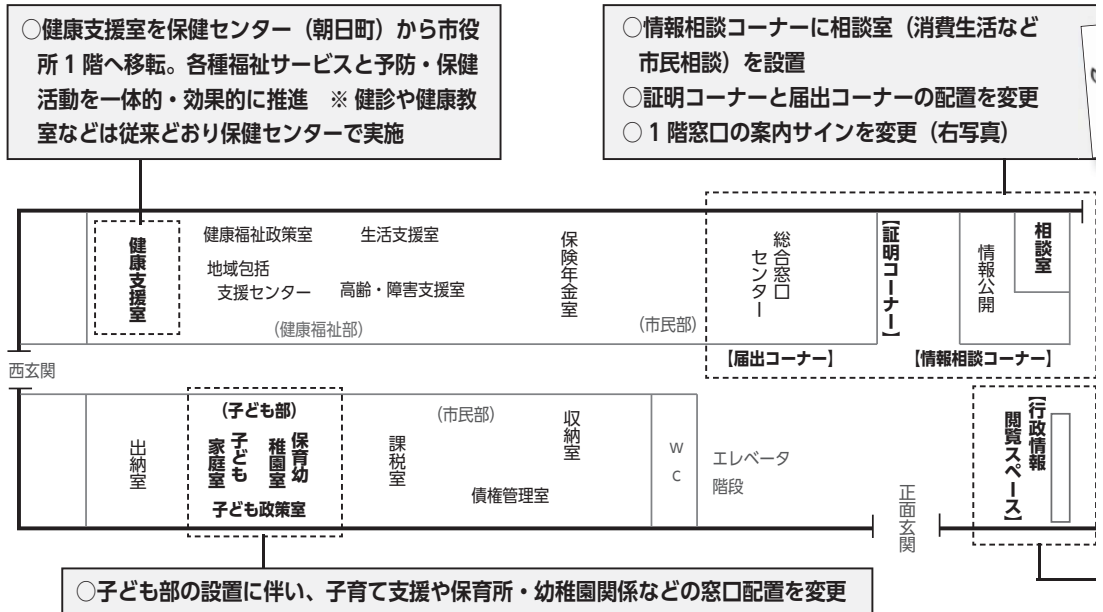 ○健康支援室を保健センター（朝日町）から市役
所1階へ移転。各種福祉サービスと予防・保健
活動を一体的・効果的に推進　※ 健診や健康教
室などは従来どおり保健センターで実施
○情報相談コーナーに相談室（消費生活など
市民相談）を設置
○証明コーナーと届出コーナーの配置を変更
○1階窓口の案内サインを変更（右写真）
健康支援室
健康福祉政策室
生活支援室
地域包括
支援センター
高齢・障害支援室
（健康福祉部）
保険年金室
（市民部）
総合窓口
センター
【届出コーナー】
【証明コーナー】
情報公開
相談室
【情報相談コーナー】
西玄関
出納室
（子ども部）
子ども
家庭室
保育幼
稚園室
子ども政策室
課税室
（市民部）
債権管理室
収納室
WC
エレベータ
階段
正面玄関
【行政情報
閲覧スペース】
○子ども部の設置に伴い、子育て支援や保育所・幼稚園関係などの窓口配置を変更